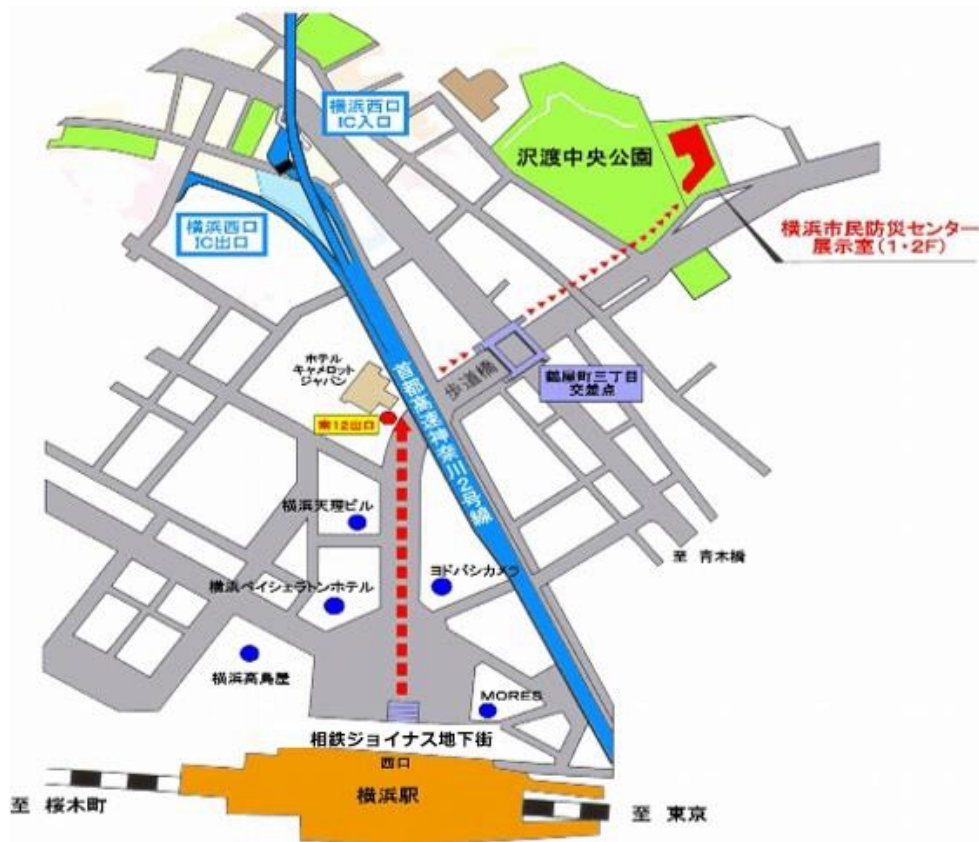 横浜西口
IC入口
沢渡中央公園
横浜西口
IC出口
横浜市民防災センター
展示室(1・2F)
ホテル
キャメロット
ジャパン
首都高速神奈川2号線
歩道橋
鶴屋町三丁目
交差点
南12出口
横浜天理ビル
至 青木橋
ヨドバシカメラ
横浜ベイシェラトンホテル
横浜高島屋
MORES
相鉄ジョイナス地下街
西口
横浜駅
至 桜木町
至 東京